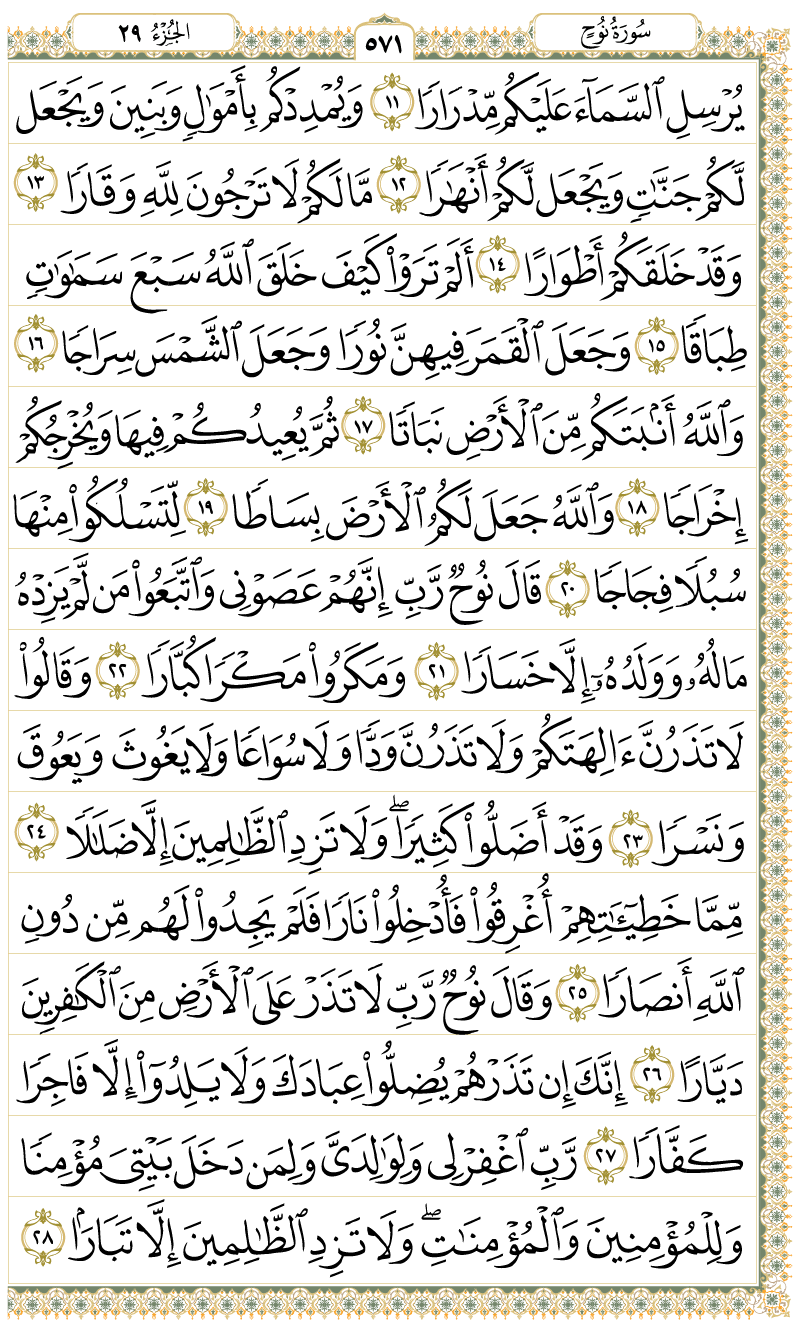 سُورَةُ نُوحٍ
٥٧١
الجُزْءُ ٢٩
يُرْسِلِ ٱلسَّمَآءَ عَلَيْكُم مِّدْرَارًا ١١ وَيُمْدِدْكُم بِأَمْوَٰلٍ وَبَنِينَ وَيَجْعَل
لَّكُمْ جَنَّٰتٍ وَيَجْعَل لَّكُمْ أَنْهَٰرًا ١٢ مَّا لَكُمْ لَا تَرْجُونَ لِلَّهِ وَقَارًا ١٣
وَقَدْ خَلَقَكُمْ أَطْوَارًا ١٤ أَلَمْ تَرَوْا۟ كَيْفَ خَلَقَ ٱللَّهُ سَبْعَ سَمَٰوَٰتٍ
طِبَاقًا ١٥ وَجَعَلَ ٱلْقَمَرَ فِيهِنَّ نُورًا وَجَعَلَ ٱلشَّمْسَ سِرَاجًا ١٦
وَٱللَّهُ أَنۢبَتَكُم مِّنَ ٱلْأَرْضِ نَبَاتًا ١٧ ثُمَّ يُعِيدُكُمْ فِيهَا وَيُخْرِجُكُمْ
إِخْرَاجًا ١٨ وَٱللَّهُ جَعَلَ لَكُمُ ٱلْأَرْضَ بِسَاطًا ١٩ لِّتَسْلُكُوا۟ مِنْهَا
سُبُلًا فِجَاجًا ٢٠ قَالَ نُوحٌ رَّبِّ إِنَّهُمْ عَصَوْنِى وَٱتَّبَعُوا۟ مَن لَّمْ يَزِدْهُ
مَالُهُۥ وَوَلَدُهُۥٓ إِلَّا خَسَارًا ٢١ وَمَكَرُوا۟ مَكْرًا كُبَّارًا ٢٢ وَقَالُوا۟
لَا تَذَرُنَّ ءَالِهَتَكُمْ وَلَا تَذَرُنَّ وَدًّا وَلَا سُوَاعًا وَلَا يَغُوثَ وَيَعُوقَ
وَنَسْرًا ٢٣ وَقَدْ أَضَلُّوا۟ كَثِيرًا ۖ وَلَا تَزِدِ ٱلظَّٰلِمِينَ إِلَّا ضَلَٰلًا ٢٤
مِّمَّا خَطِيٓـَٰٔتِهِمْ أُغْرِقُوا۟ فَأُدْخِلُوا۟ نَارًا فَلَمْ يَجِدُوا۟ لَهُم مِّن دُونِ
ٱللَّهِ أَنصَارًا ٢٥ وَقَالَ نُوحٌ رَّبِّ لَا تَذَرْ عَلَى ٱلْأَرْضِ مِنَ ٱلْكَٰفِرِينَ
دَيَّارًا ٢٦ إِنَّكَ إِن تَذَرْهُمْ يُضِلُّوا۟ عِبَادَكَ وَلَا يَلِدُوٓا۟ إِلَّا فَاجِرًا
كَفَّارًا ٢٧ رَّبِّ ٱغْفِرْ لِى وَلِوَٰلِدَىَّ وَلِمَن دَخَلَ بَيْتِىَ مُؤْمِنًا
وَلِلْمُؤْمِنِينَ وَٱلْمُؤْمِنَٰتِ ۖ وَلَا تَزِدِ ٱلظَّٰلِمِينَ إِلَّا تَبَارًۢا ٢٨